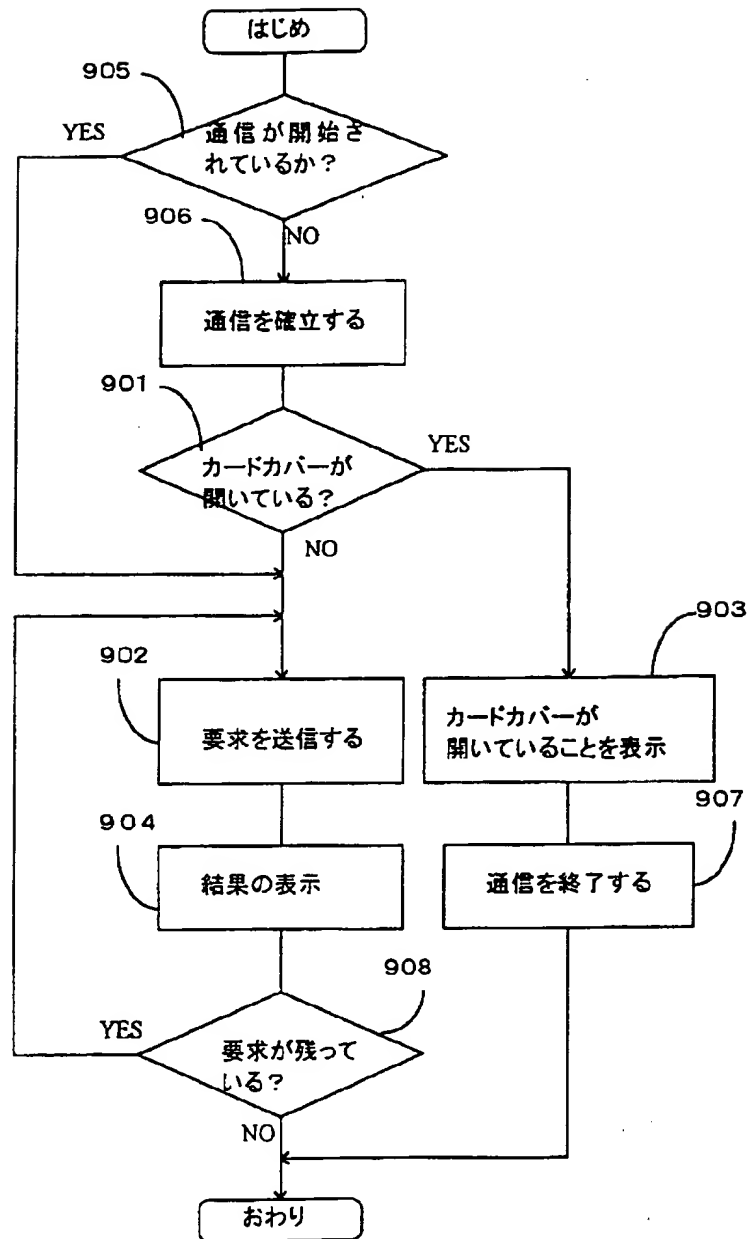 はじめ
905
YES
通信が開始さ
れているか？
906
NO
通信を確立する
901
YES
カードカバーが
開いている？
NO
903
902
要求を送信する
カードカバーが
開いていることを表示
907
904
結果の表示
通信を終了する
908
YES
要求が残って
いる？
NO
おわり